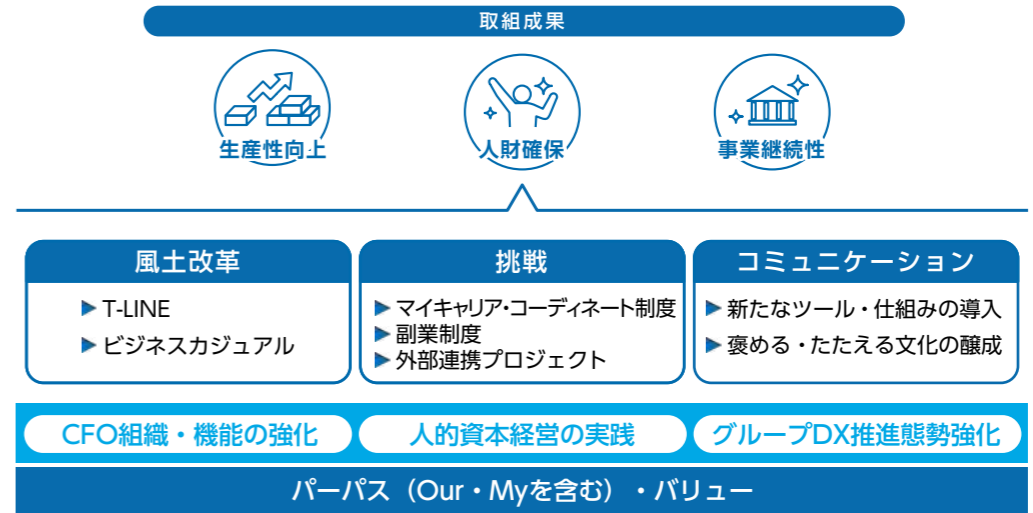 取組成果
生産性向上
人財確保
事業継続性
風土改革
▶ T-LINE
▶ ビジネスカジュアル
挑戦
▶ マイキャリア・コーディネート制度
▶ 副業制度
▶ 外部連携プロジェクト
コミュニケーション
▶ 新たなツール・仕組みの導入
▶ 褒める・たたえる文化の醸成
CFO組織・機能の強化
人的資本経営の実践
グループDX推進態勢強化
パーパス（Our・Myを含む）・バリュー